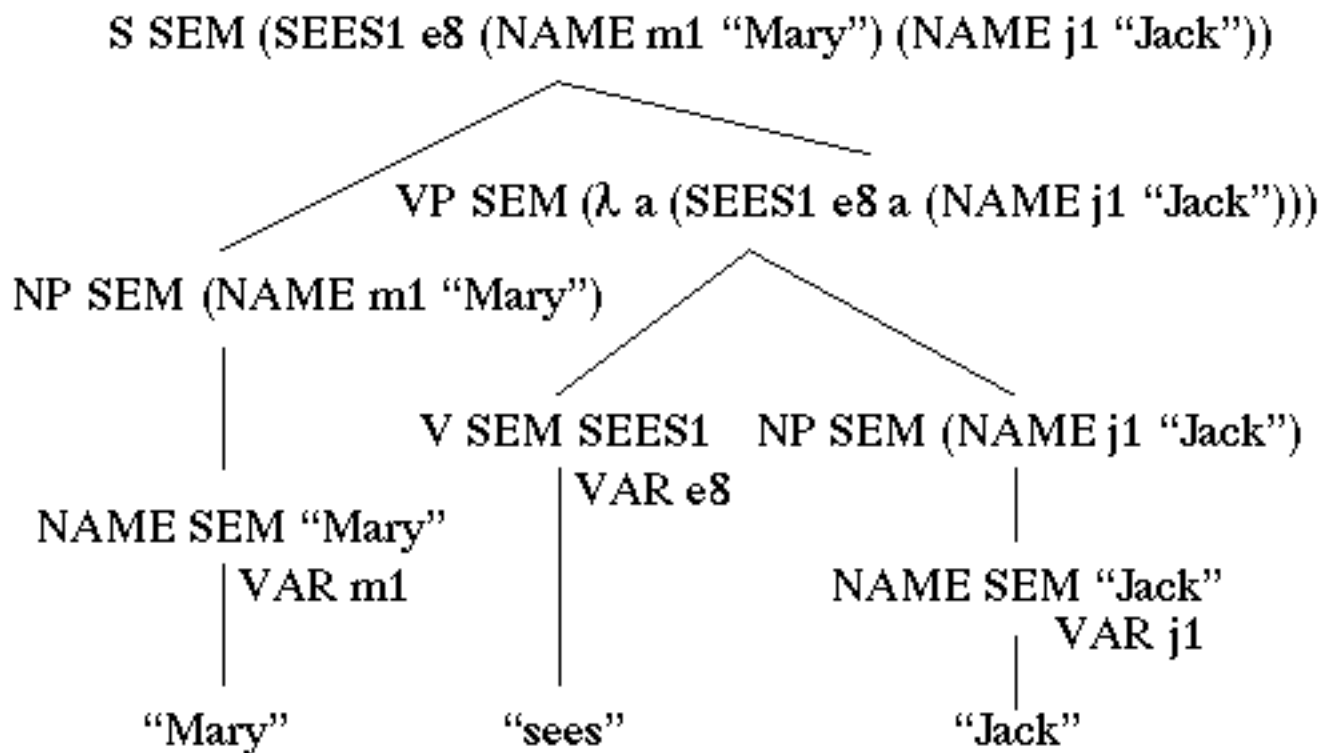 S SEM (SEES1 e8 (NAME m1 “Mary”) (NAME j1 “Jack”))
VP SEM (λ a (SEES1 e8 a (NAME j1 “Jack”)))
NP SEM (NAME m1 “Mary”)
V SEM SEES1
VAR e8
NP SEM (NAME j1 “Jack”)
NAME SEM “Mary”
VAR m1
NAME SEM “Jack”
VAR j1
“Mary”
“sees”
“Jack”